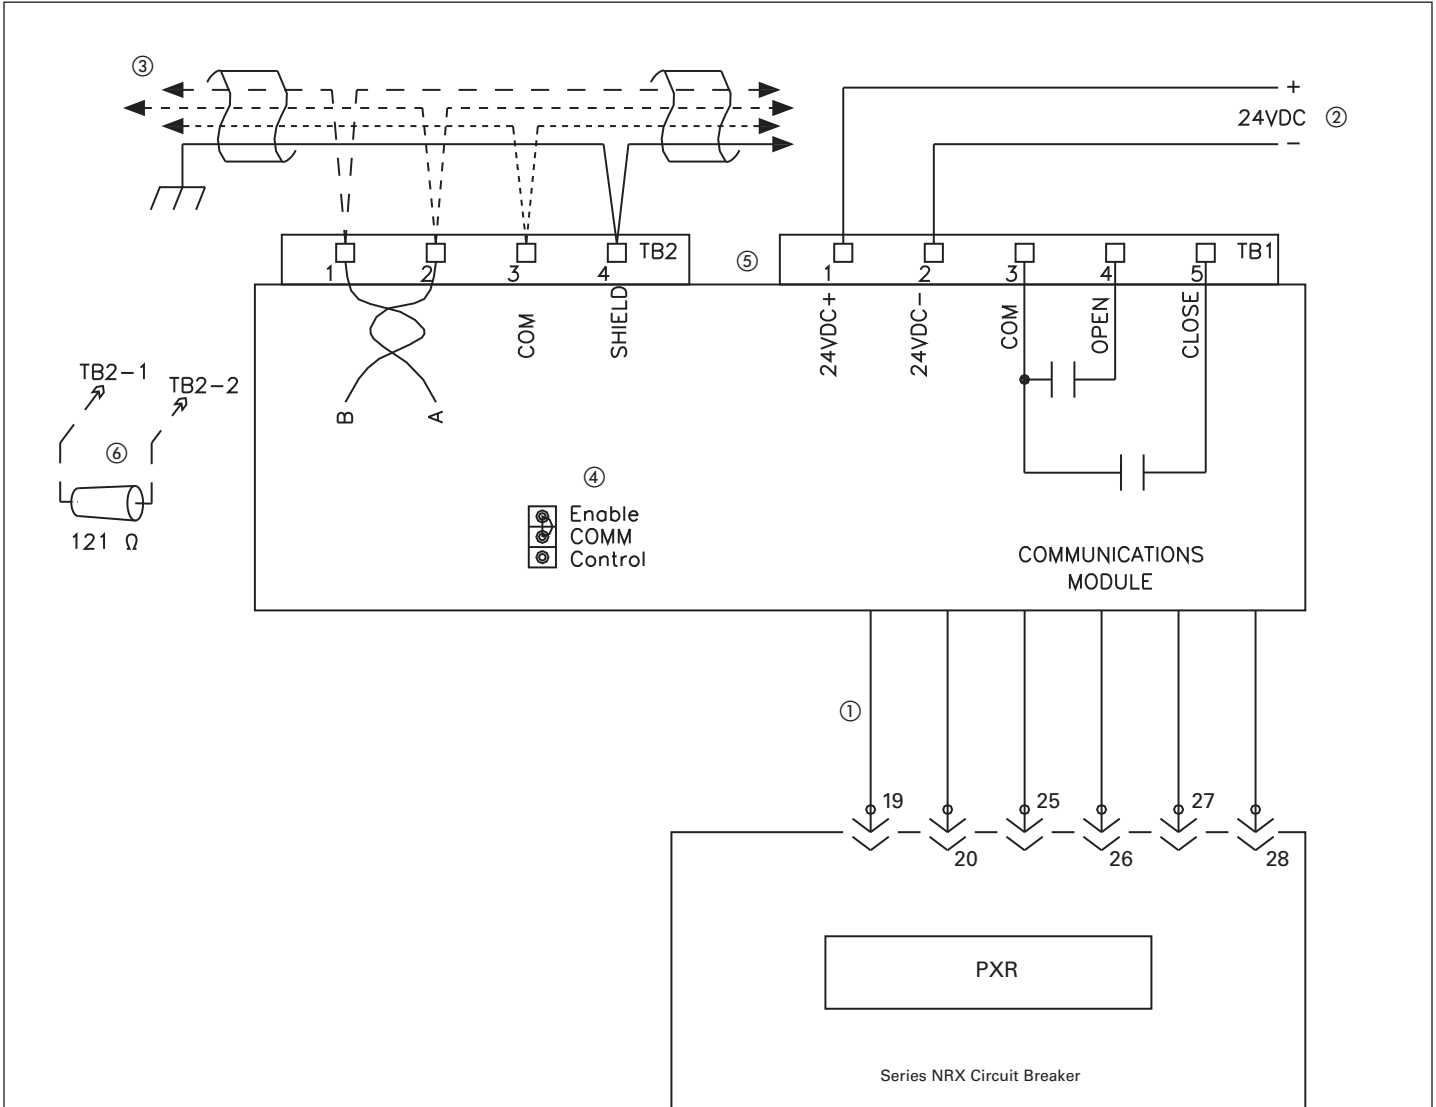 ③
+
24VDC ②
−
TB2
⑤
TB1
1
2
3
4
1
2
3
4
5
COM
SHIELD
24VDC+
24VDC−
COM
OPEN
CLOSE
TB2−1
TB2−2
B
A
⑥
④
121 Ω
Enable
COMM
Control
COMMUNICATIONS
MODULE
①
19
25
27
20
26
28
PXR
Series NRX Circuit Breaker